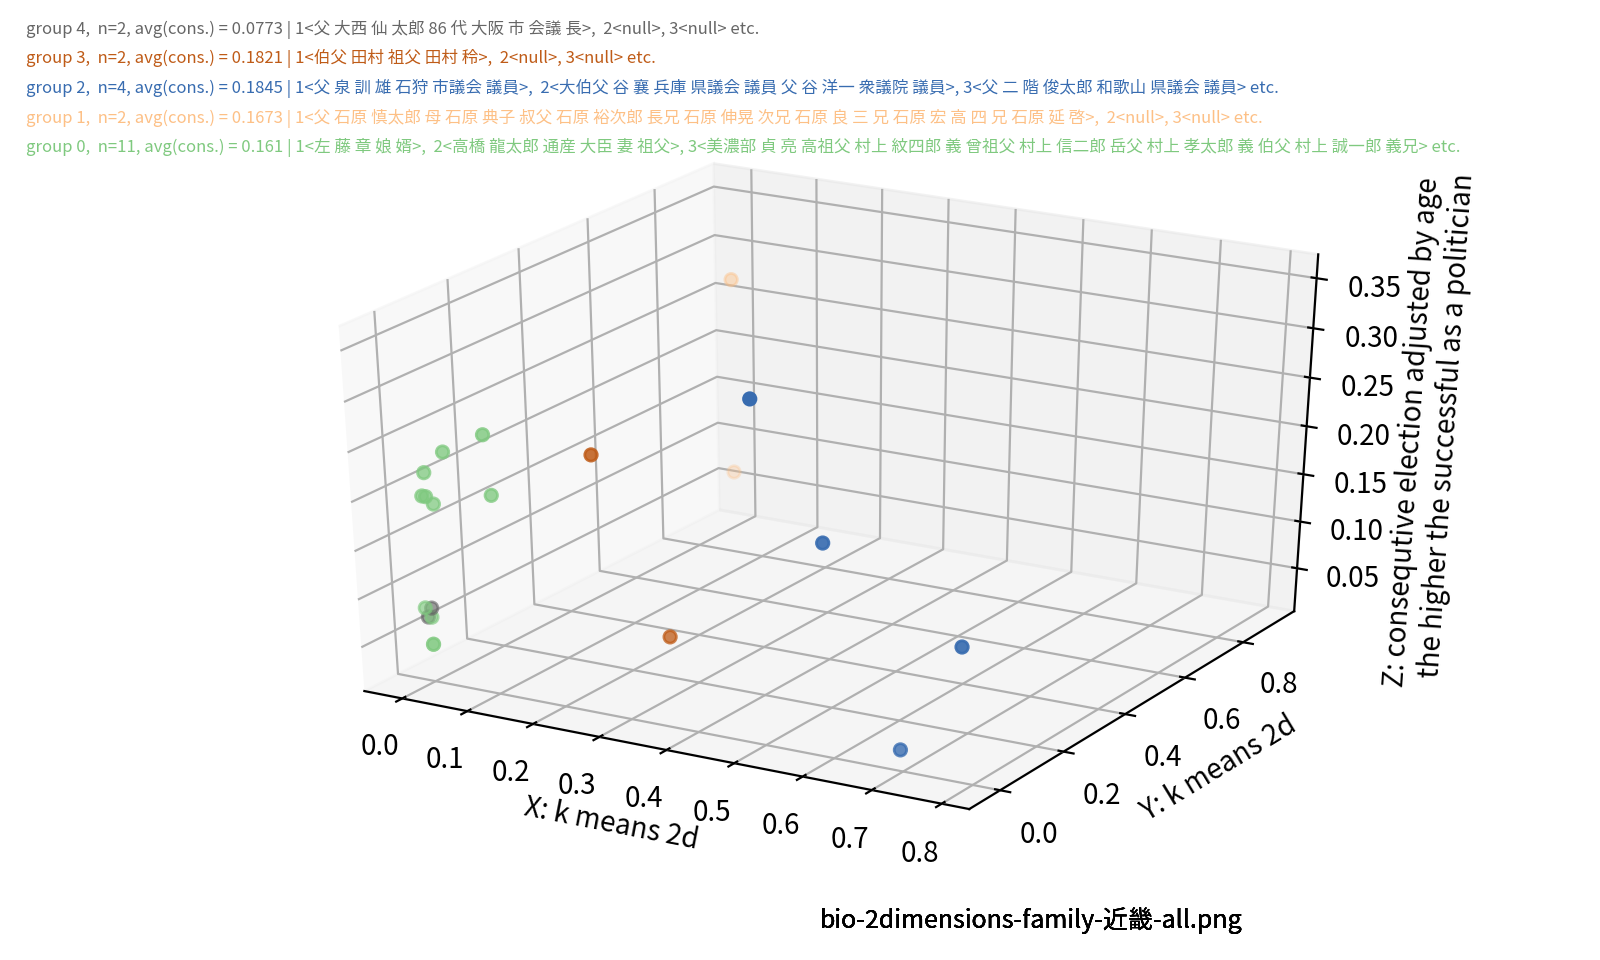 group 4,  n=2, avg(cons.) = 0.0773 | 1<父 大西 仙 太郎 86 代 大阪 市 会議 長>,  2<null>, 3<null> etc.
group 3,  n=2, avg(cons.) = 0.1821 | 1<伯父 田村 祖父 田村 秢>,  2<null>, 3<null> etc.
group 2,  n=4, avg(cons.) = 0.1845 | 1<父 泉 訓 雄 石狩 市議会 議員>,  2<大伯父 谷 襄 兵庫 県議会 議員 父 谷 洋一 衆議院 議員>, 3<父 二 階 俊太郎 和歌山 県議会 議員> etc.
group 1,  n=2, avg(cons.) = 0.1673 | 1<父 石原 慎太郎 母 石原 典子 叔父 石原 裕次郎 長兄 石原 伸晃 次兄 石原 良 三 兄 石原 宏 高 四 兄 石原 延 啓>,  2<null>, 3<null> etc.
group 0,  n=11, avg(cons.) = 0.161 | 1<左 藤 章 娘 婿>,  2<高橋 龍太郎 通産 大臣 妻 祖父>, 3<美濃部 貞 亮 高祖父 村上 紋四郎 義 曾祖父 村上 信二郎 岳父 村上 孝太郎 義 伯父 村上 誠一郎 義兄> etc.
Z: consequtive election adjusted by age
the higher the successful as a politician
0.35
0.30
0.25
0.20
0.15
0.10
0.05
0.0
0.1
0.2
0.3
0.4
0.5
0.6
0.7
0.8
X: k means 2d
0.0
0.2
0.4
0.6
0.8
Y: k means 2d
bio-2dimensions-family-近畿-all.png